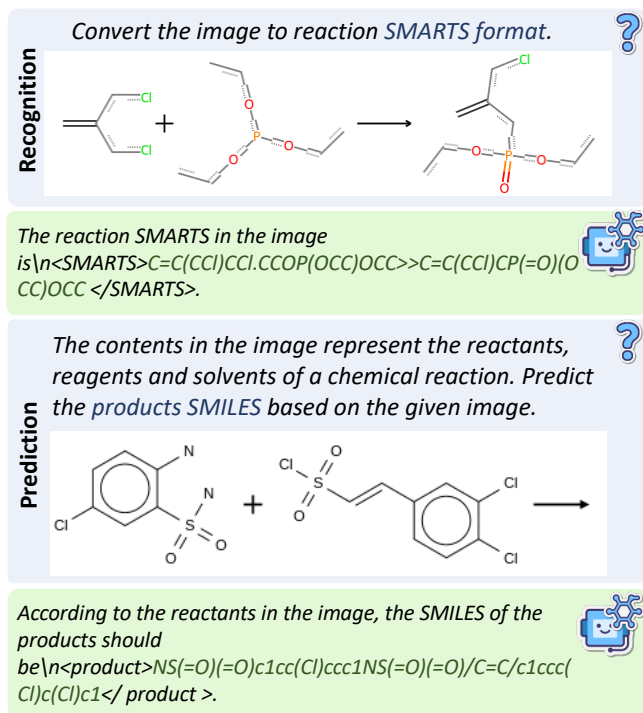 Convert the image to reaction SMARTS format.
?
Recognition
Cl
Cl
+
O
P
O
O
Cl
O
P
O
O
The reaction SMARTS in the image
is\n<SMARTS>C=C(CCl)CCl.CCOP(OCC)OCC>>C=C(CCl)CP(=O)(O
CC)OCC </SMARTS>.
?
The contents in the image represent the reactants,
reagents and solvents of a chemical reaction. Predict
the products SMILES based on the given image.
Prediction
N
N
Cl
S
O
O
+
O
Cl
S
O
Cl
Cl
According to the reactants in the image, the SMILES of the
products should
be\n<product>NS(=O)(=O)c1cc(Cl)ccc1NS(=O)(=O)/C=C/c1ccc(
Cl)c(Cl)c1</ product >.